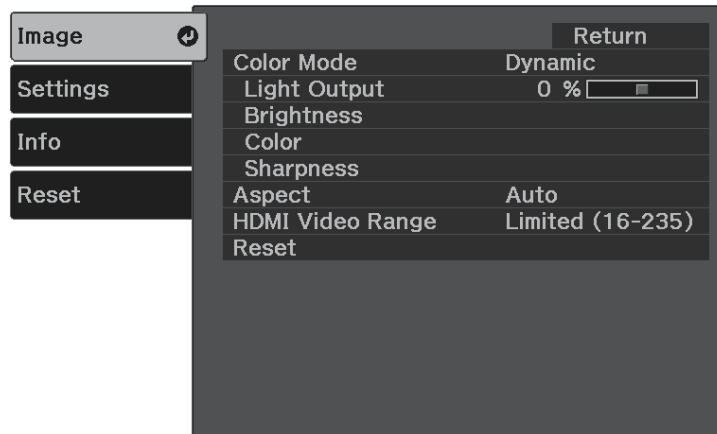 Image
Settings
Info
Reset
Return
Color Mode Dynamic
Light Output 0 %
Brightness
Color
Sharpness
Aspect Auto
HDMI Video Range Limited (16-235)
Reset